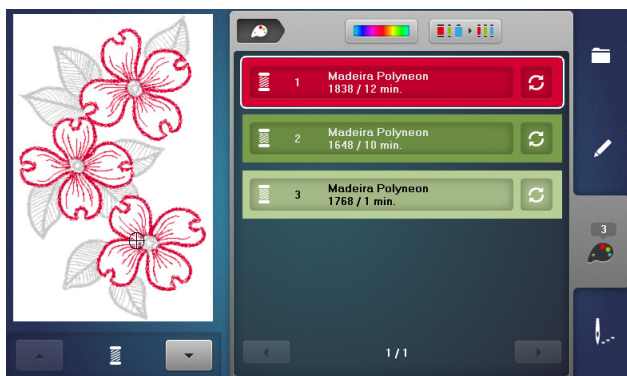 1
Madeira Polyneon
1838 / 12 min.
2
Madeira Polyneon
1648 / 10 min.
3
Madeira Polyneon
1768 / 1 min.
3
1 / 1